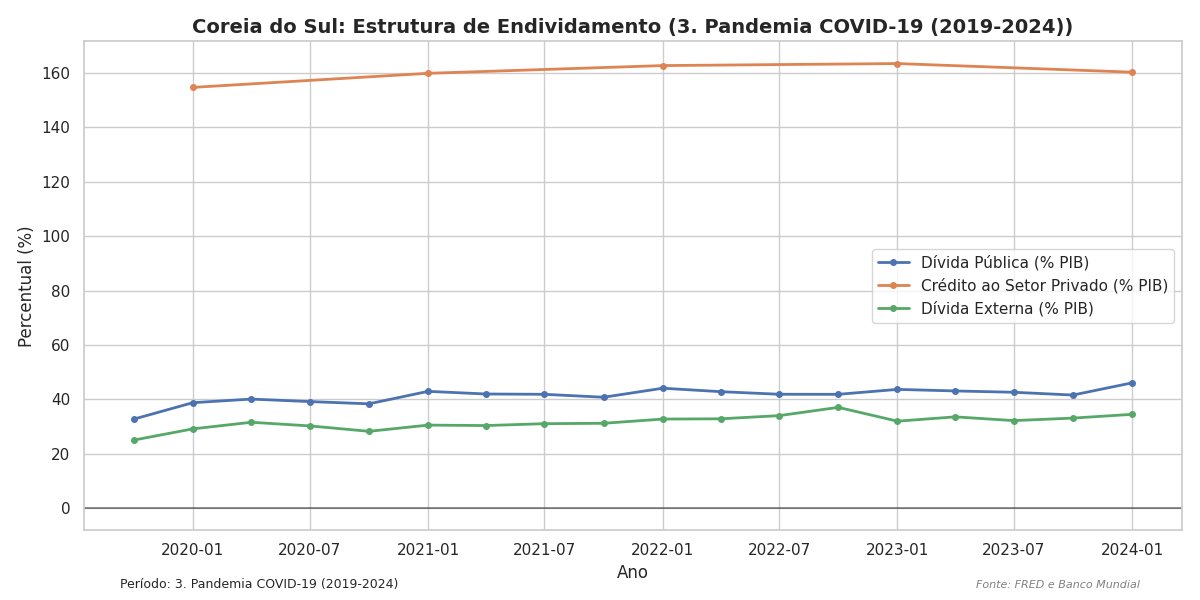 Coreia do Sul: Estrutura de Endividamento (3. Pandemia COVID-19 (2019-2024))
Percentual (%)
160
140
120
100
80
60
40
20
0
Dívida Pública (% PIB)
Crédito ao Setor Privado (% PIB)
Dívida Externa (% PIB)
2020-01 2020-07 2021-01 2021-07 2022-01 2022-07 2023-01 2023-07 2024-01
Ano
Período: 3. Pandemia COVID-19 (2019-2024)
Fonte: FRED e Banco Mundial